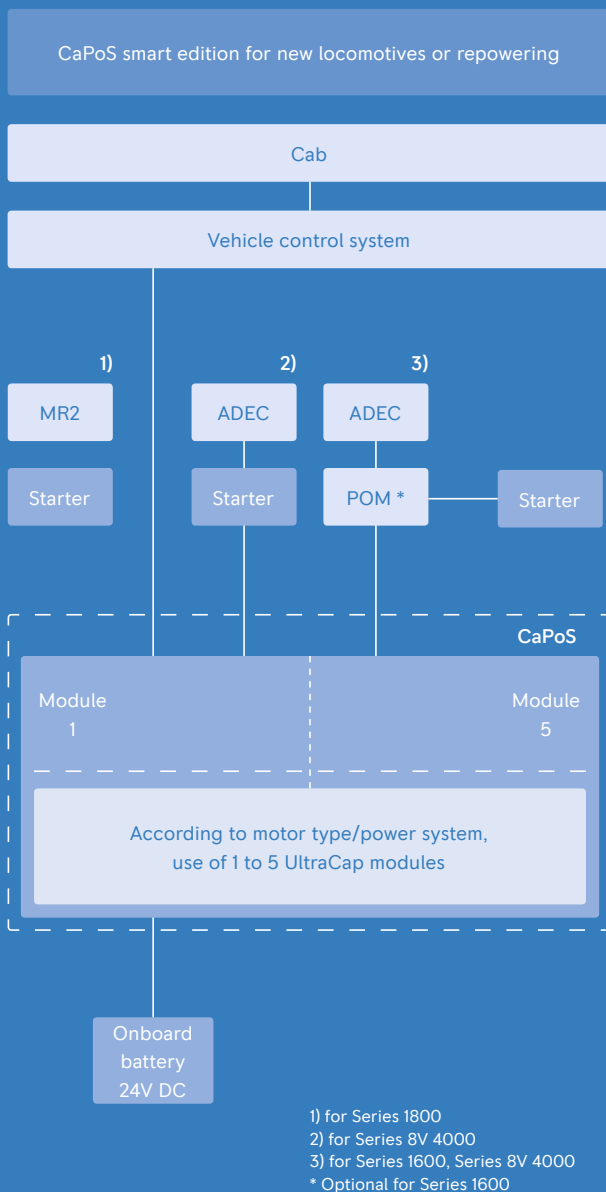 CaPoS smart edition for new locomotives or repowering
Cab
Vehicle control system
1)
2)
3)
MR2
ADEC
ADEC
Starter
Starter
POM *
Starter
CaPoS
Module
1
Module
5
According to motor type/power system,
use of 1 to 5 UltraCap modules
Onboard
battery
24V DC
1) for Series 1800
2) for Series 8V 4000
3) for Series 1600, Series 8V 4000
* Optional for Series 1600